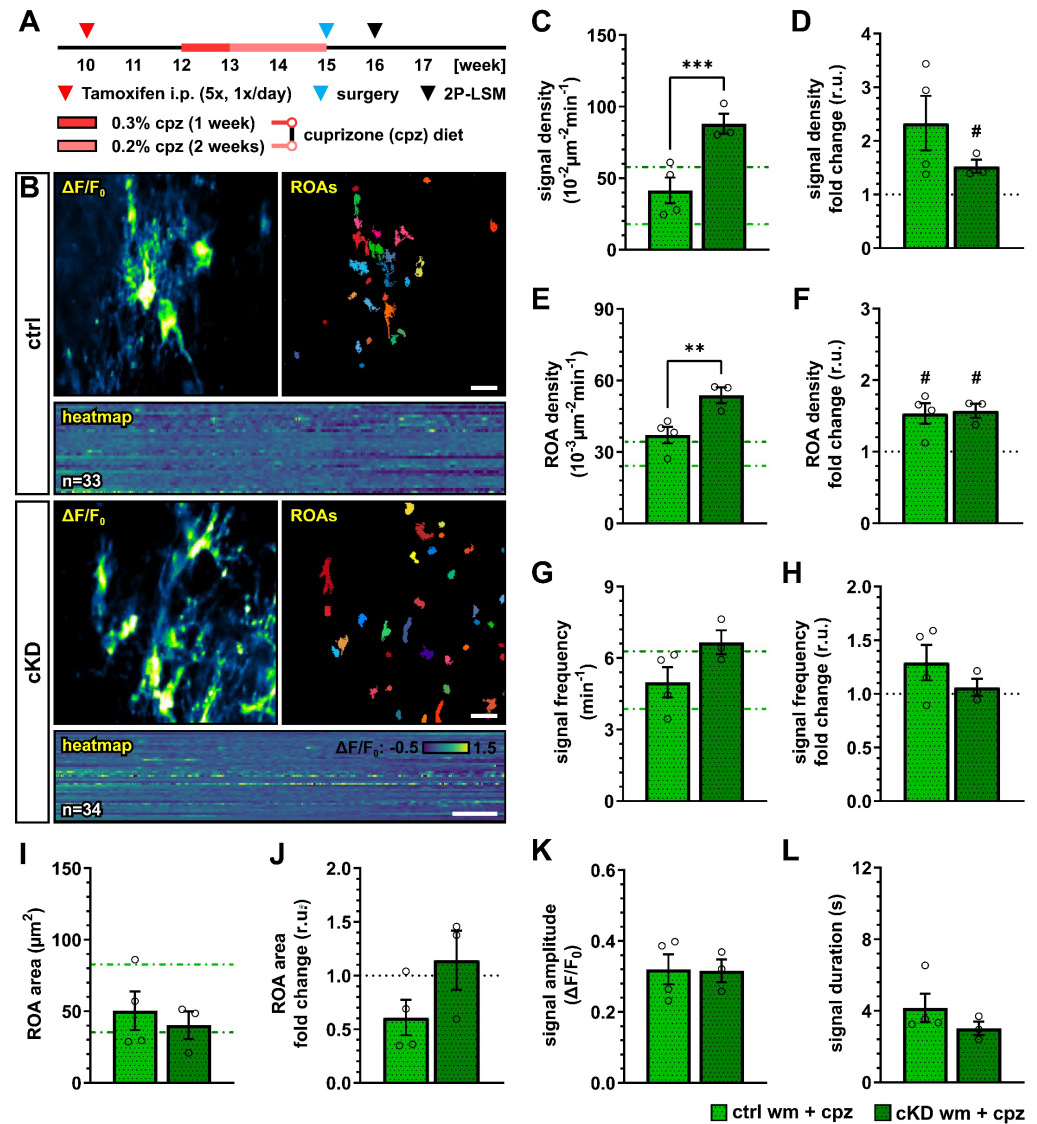 A
10 11 12 13 14 15 16 17 [week]
Tamoxifen i.p. (5x, 1x/day) surgery 2P-LSM
0.3% cpz (1 week)
0.2% cpz (2 weeks)
cuprizone (cpz) diet
B
ctrl
ΔF/F0
ROAs
heatmap
n=33
cKD
ΔF/F0
ROAs
heatmap
ΔF/F0: -0.5 1.5
n=34
C
signal density
(10-2µm-2min-1)
150
100
50
0
***
D
signal density
fold change (r.u.)
4
3
2
1
0
#
E
ROA density
(10-3µm-2min-1)
90
60
30
0
**
F
ROA density
fold change (r.u.)
3
2
1
0
# #
G
signal frequency
(min-1)
9
6
3
0
H
signal frequency
fold change (r.u.)
2.0
1.5
1.0
0.5
0.0
I
ROA area (µm2)
150
100
50
0
J
ROA area
fold change (r.u.)
2.0
1.5
1.0
0.5
0.0
K
signal amplitude
(ΔF/F0)
0.6
0.4
0.2
0.0
L
signal duration (s)
12
8
4
0
ctrl wm + cpz cKD wm + cpz